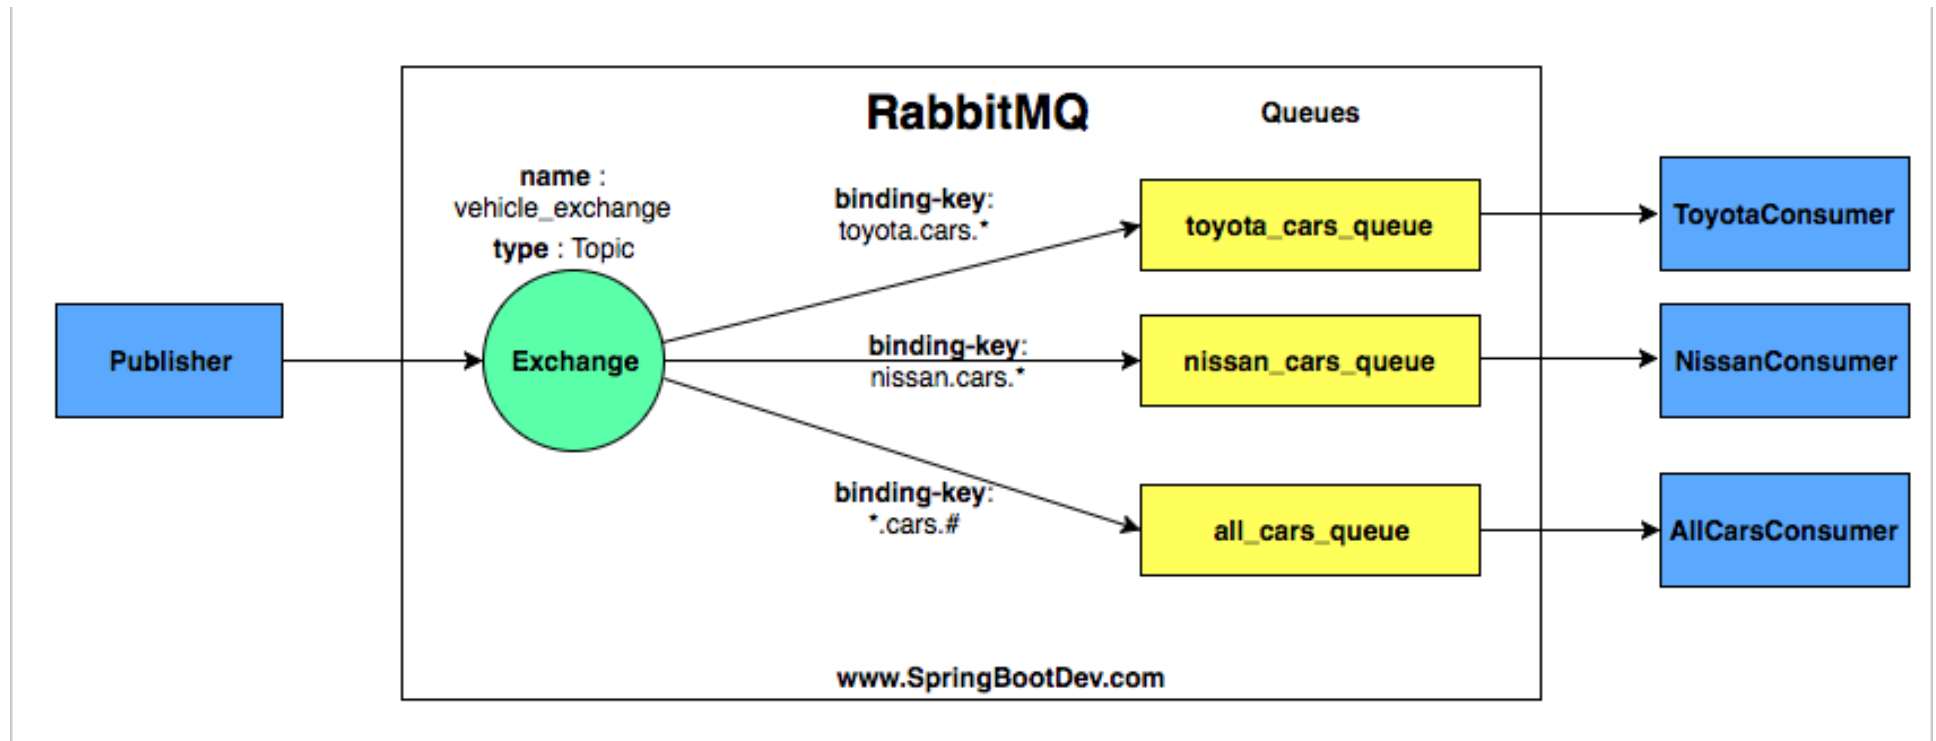 RabbitMQ
Queues
name :
vehicle_exchange
type : Topic
binding-key:
toyota.cars.*
toyota_cars_queue
ToyotaConsumer
Publisher
Exchange
binding-key:
nissan.cars.*
nissan_cars_queue
NissanConsumer
binding-key:
*.cars.#
all_cars_queue
AllCarsConsumer
www.SpringBootDev.com